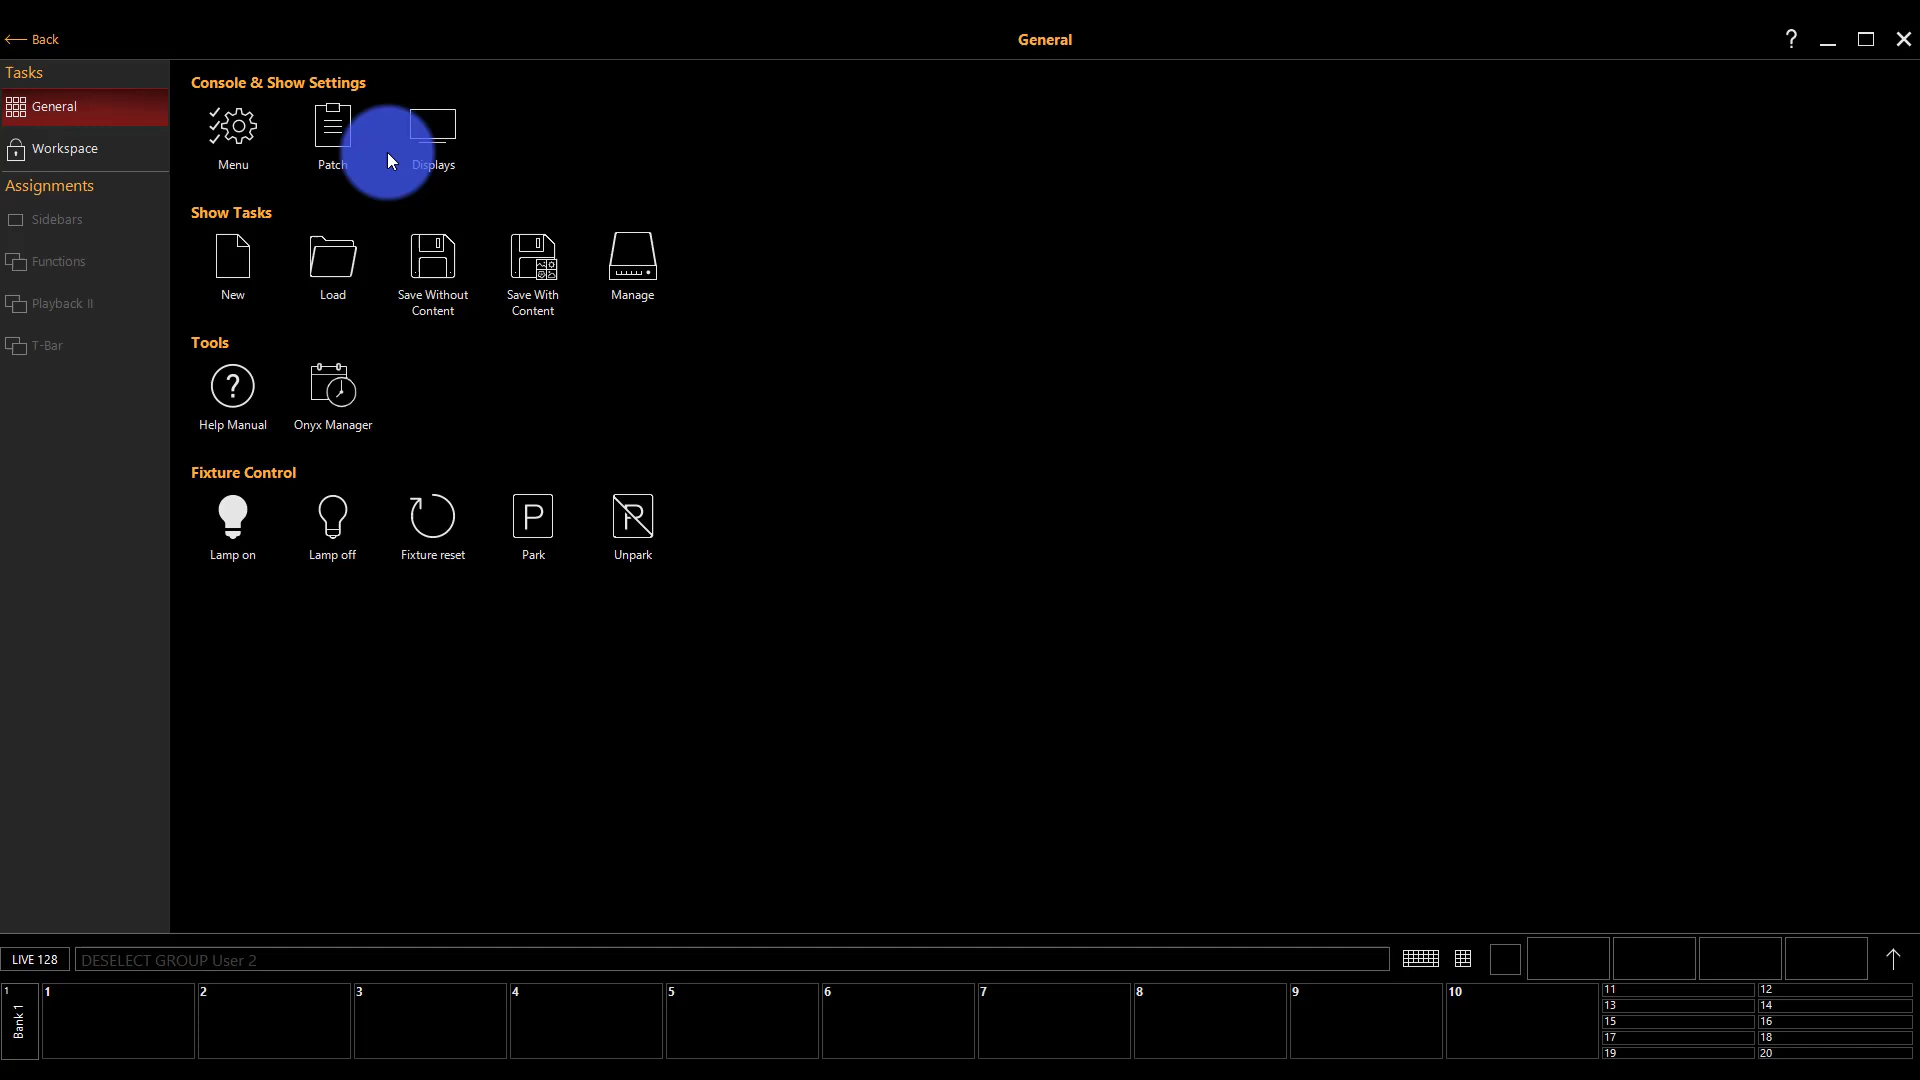 Back
General
?
Tasks
General
Workspace
Assignments
Sidebars
Functions
Playback II
T-Bar
Console & Show Settings
Menu
Patch
Displays
Show Tasks
New
Load
Save Without
Content
Save With
Content
Manage
Tools
?
Help Manual
Onyx Manager
Fixture Control
P
R
Lamp on
Lamp off
Fixture reset
Park
Unpark
LIVE 128
DESELECT GROUP User 2
1
Bank 1
1
2
3
4
5
6
7
8
9
10
11
12
13
14
15
16
17
18
19
20